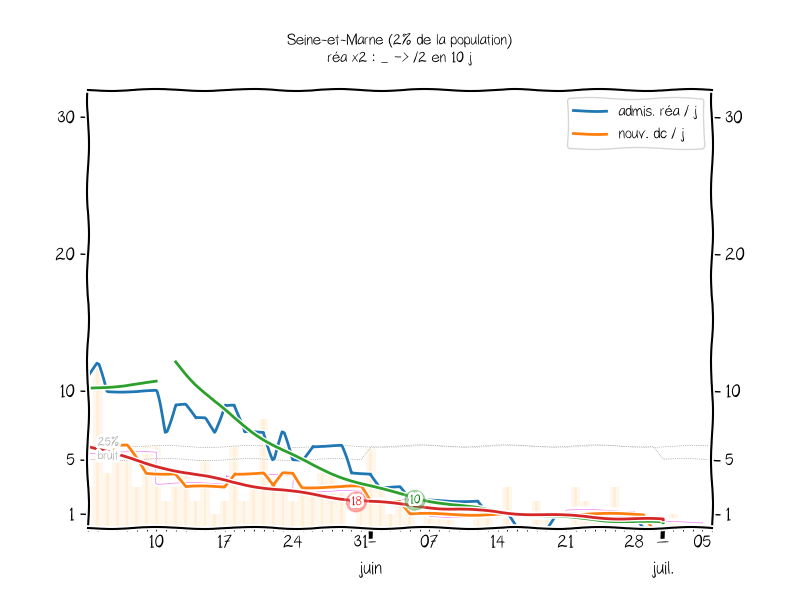 Seine-et-Marne (2% de la population)
réa x2 : _ -> /2 en 10 j
admis. réa / j
nouv. dc / j
30 30
20 20
10 10
25%
bruit
5 5
18 10
1 1
10 17 24 31 07 14 21 28 05
juin juil.